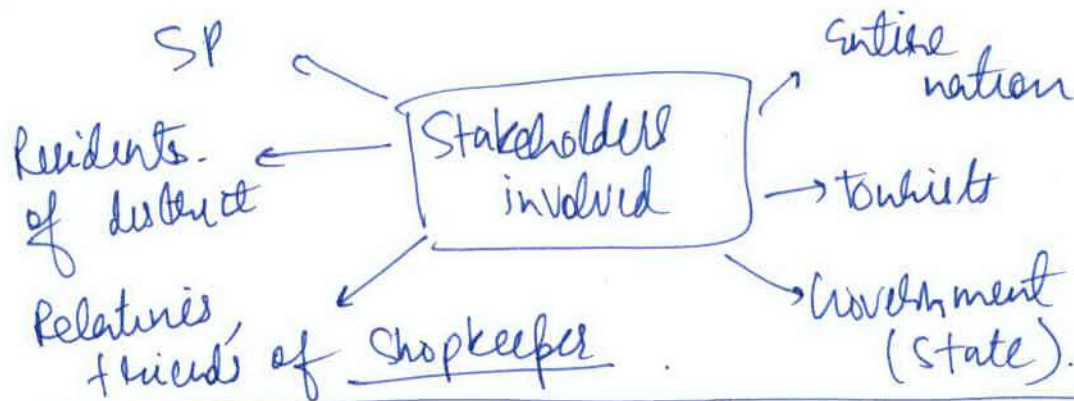 SP
Residents
of district
Relatives,
friends of Shopkeeper.
Stakeholders
involved
Entire
nation
tourists
Government
(State).